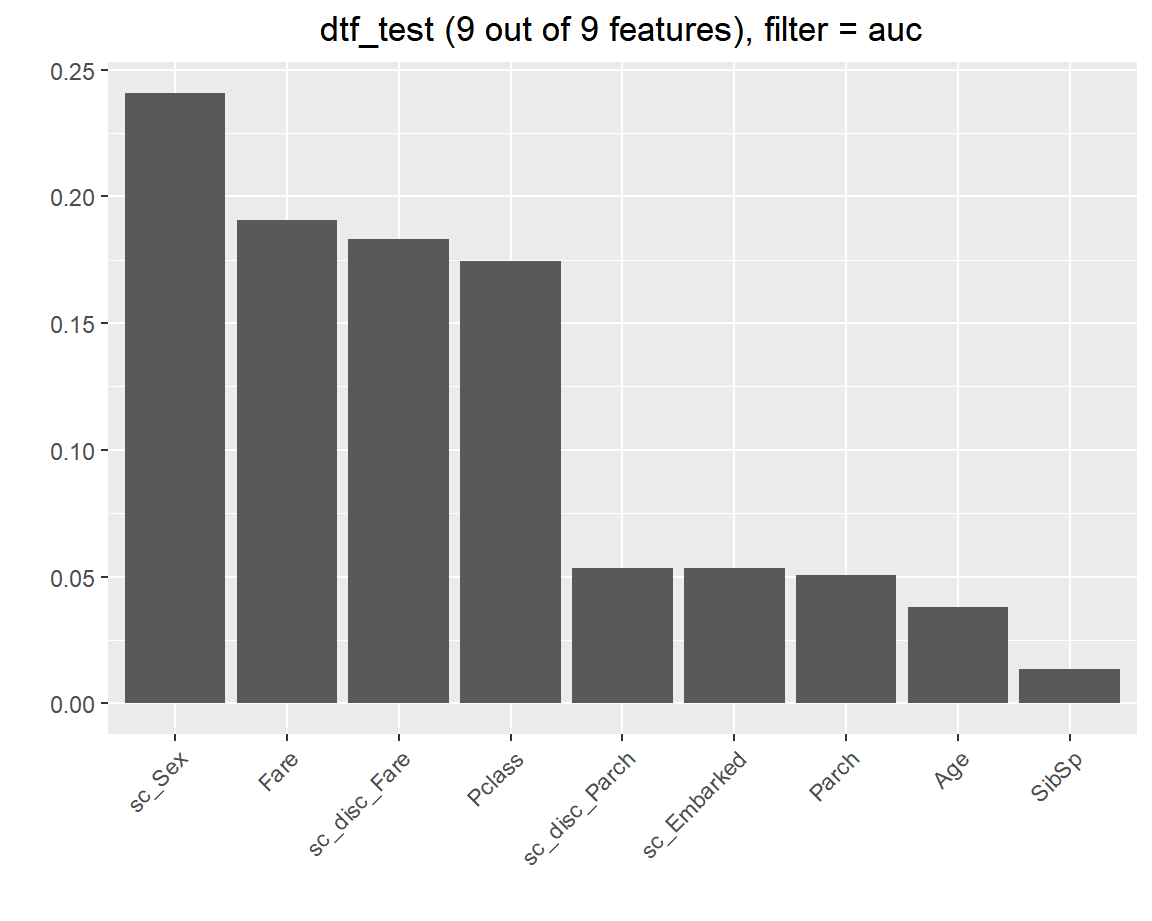 dtf_test (9 out of 9 features), filter = auc
0.25
0.20
0.15
0.10
0.05
0.00
sc_Sex
Fare
sc_disc_Fare
Pclass
sc_disc_Parch
sc_Embarked
Parch
Age
SibSp